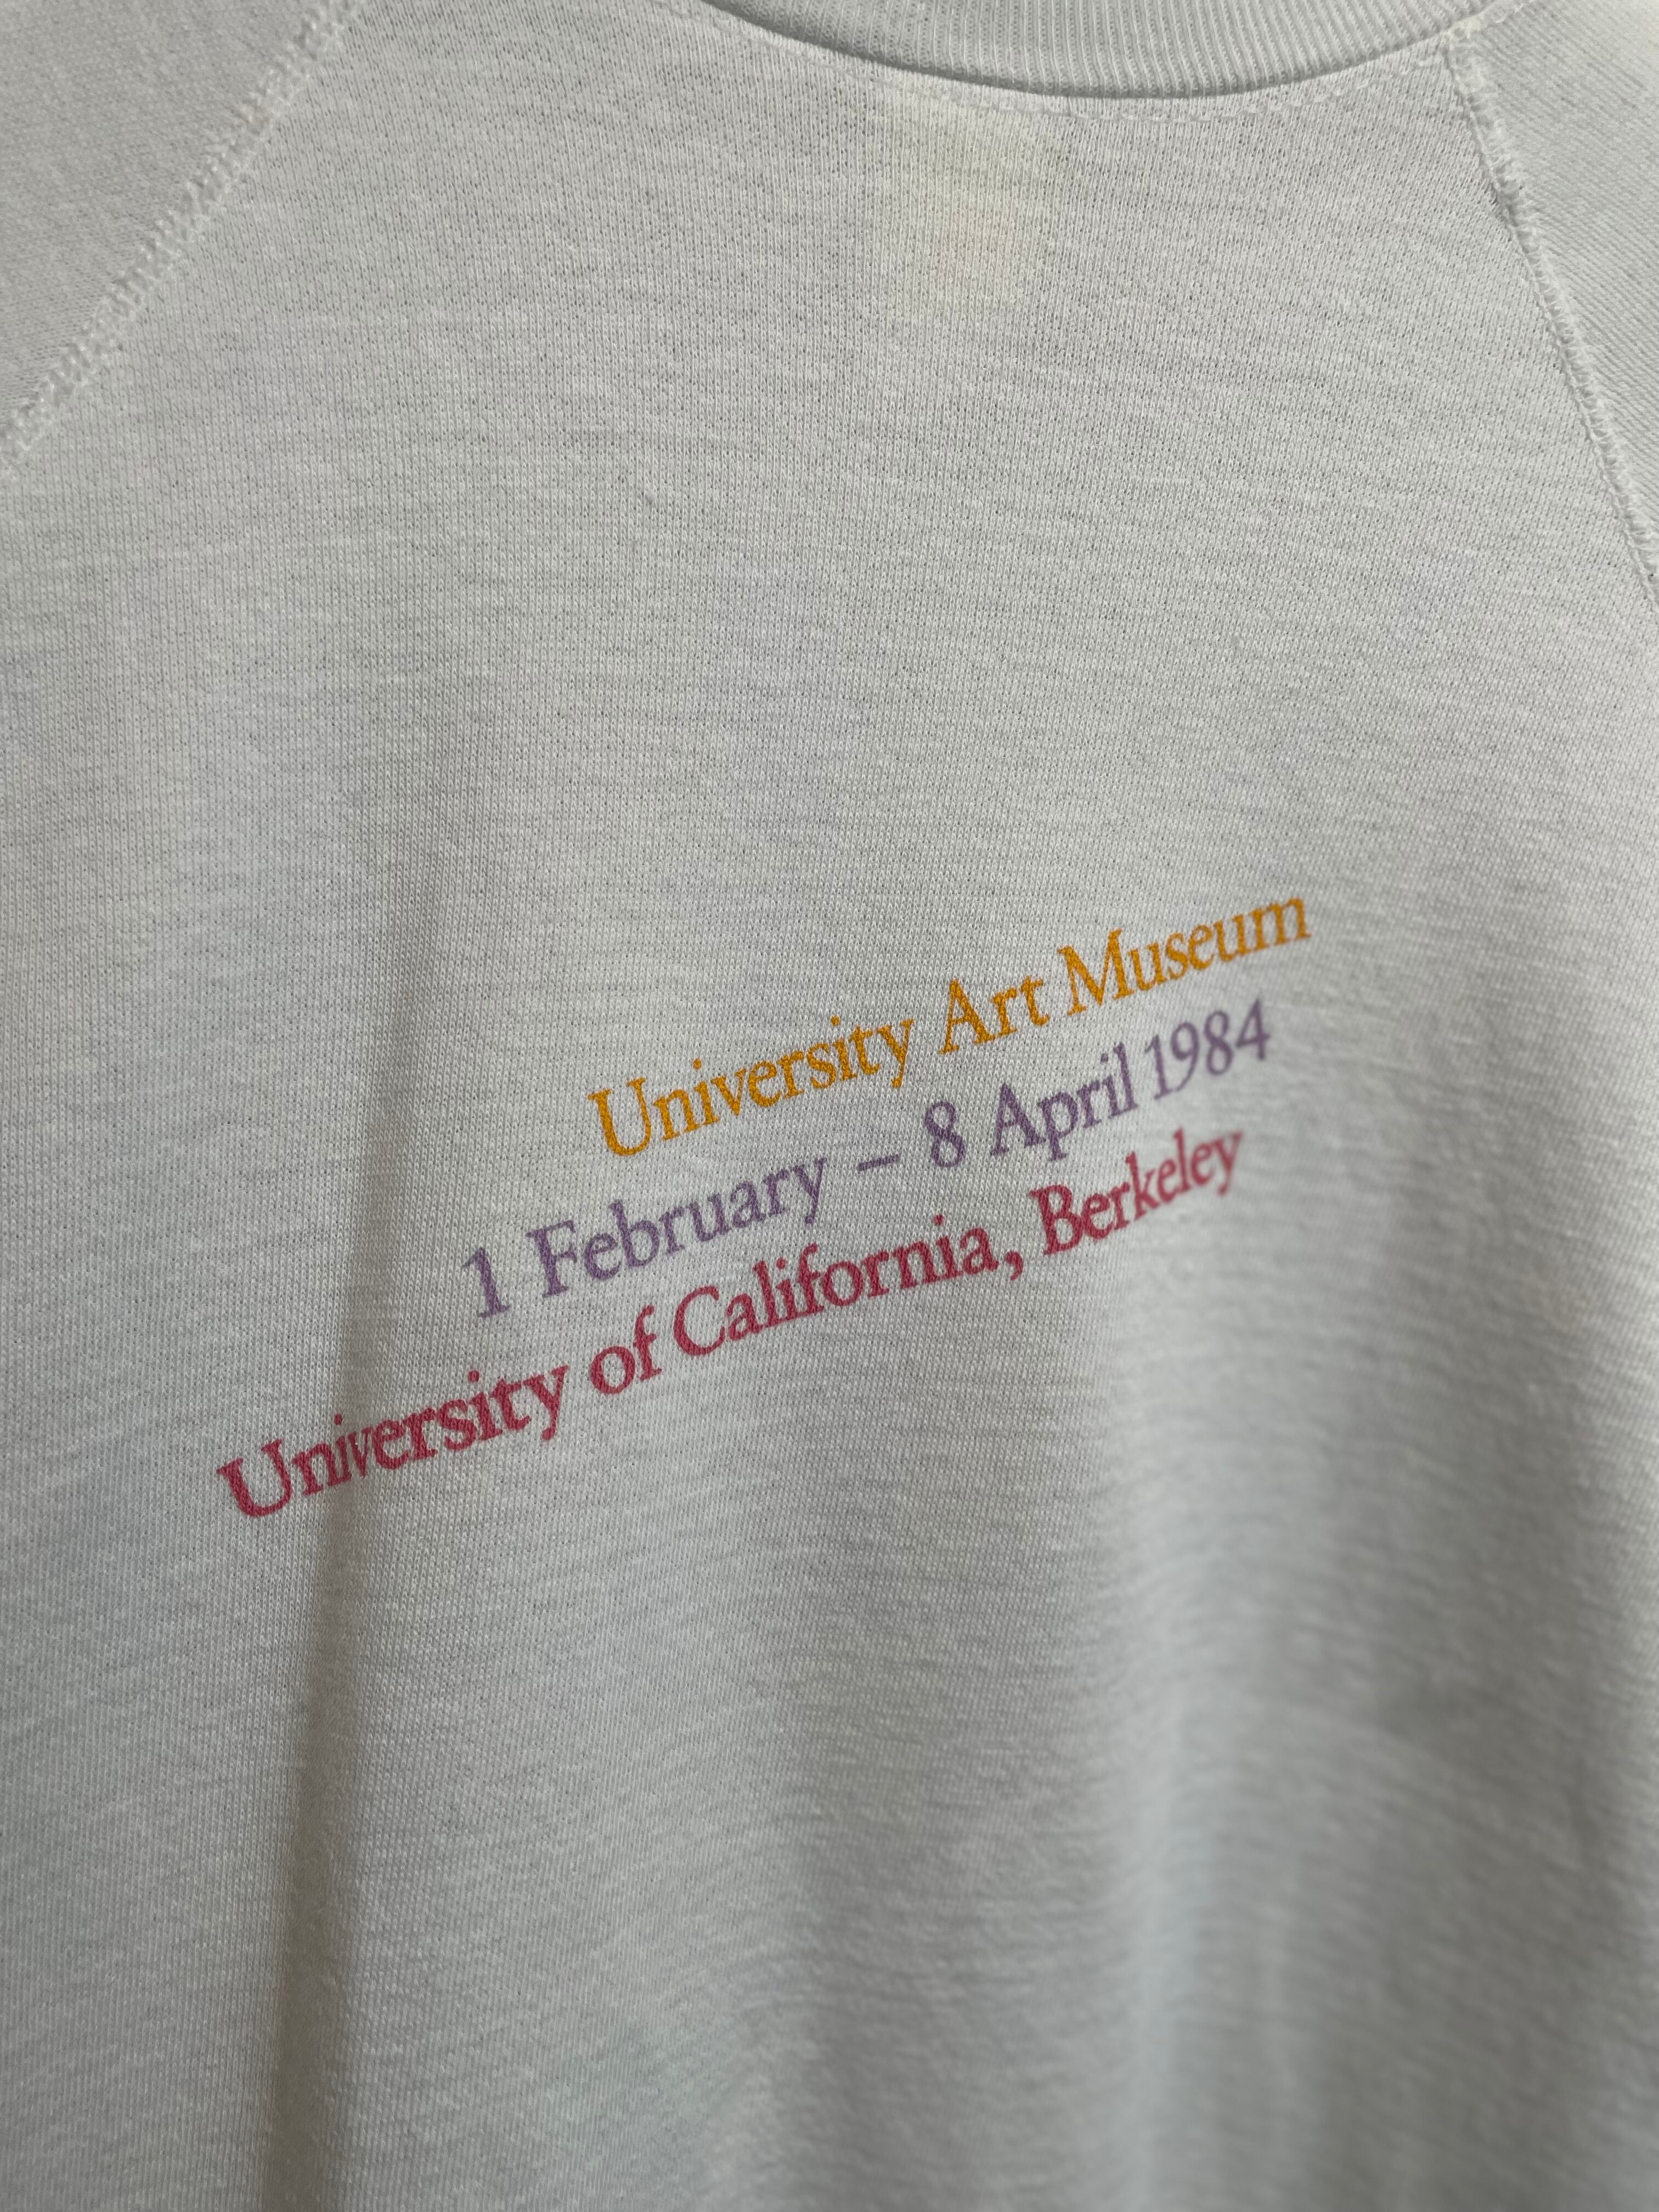 University Art Museum
1 February – 8 April 1984
University of California, Berkeley